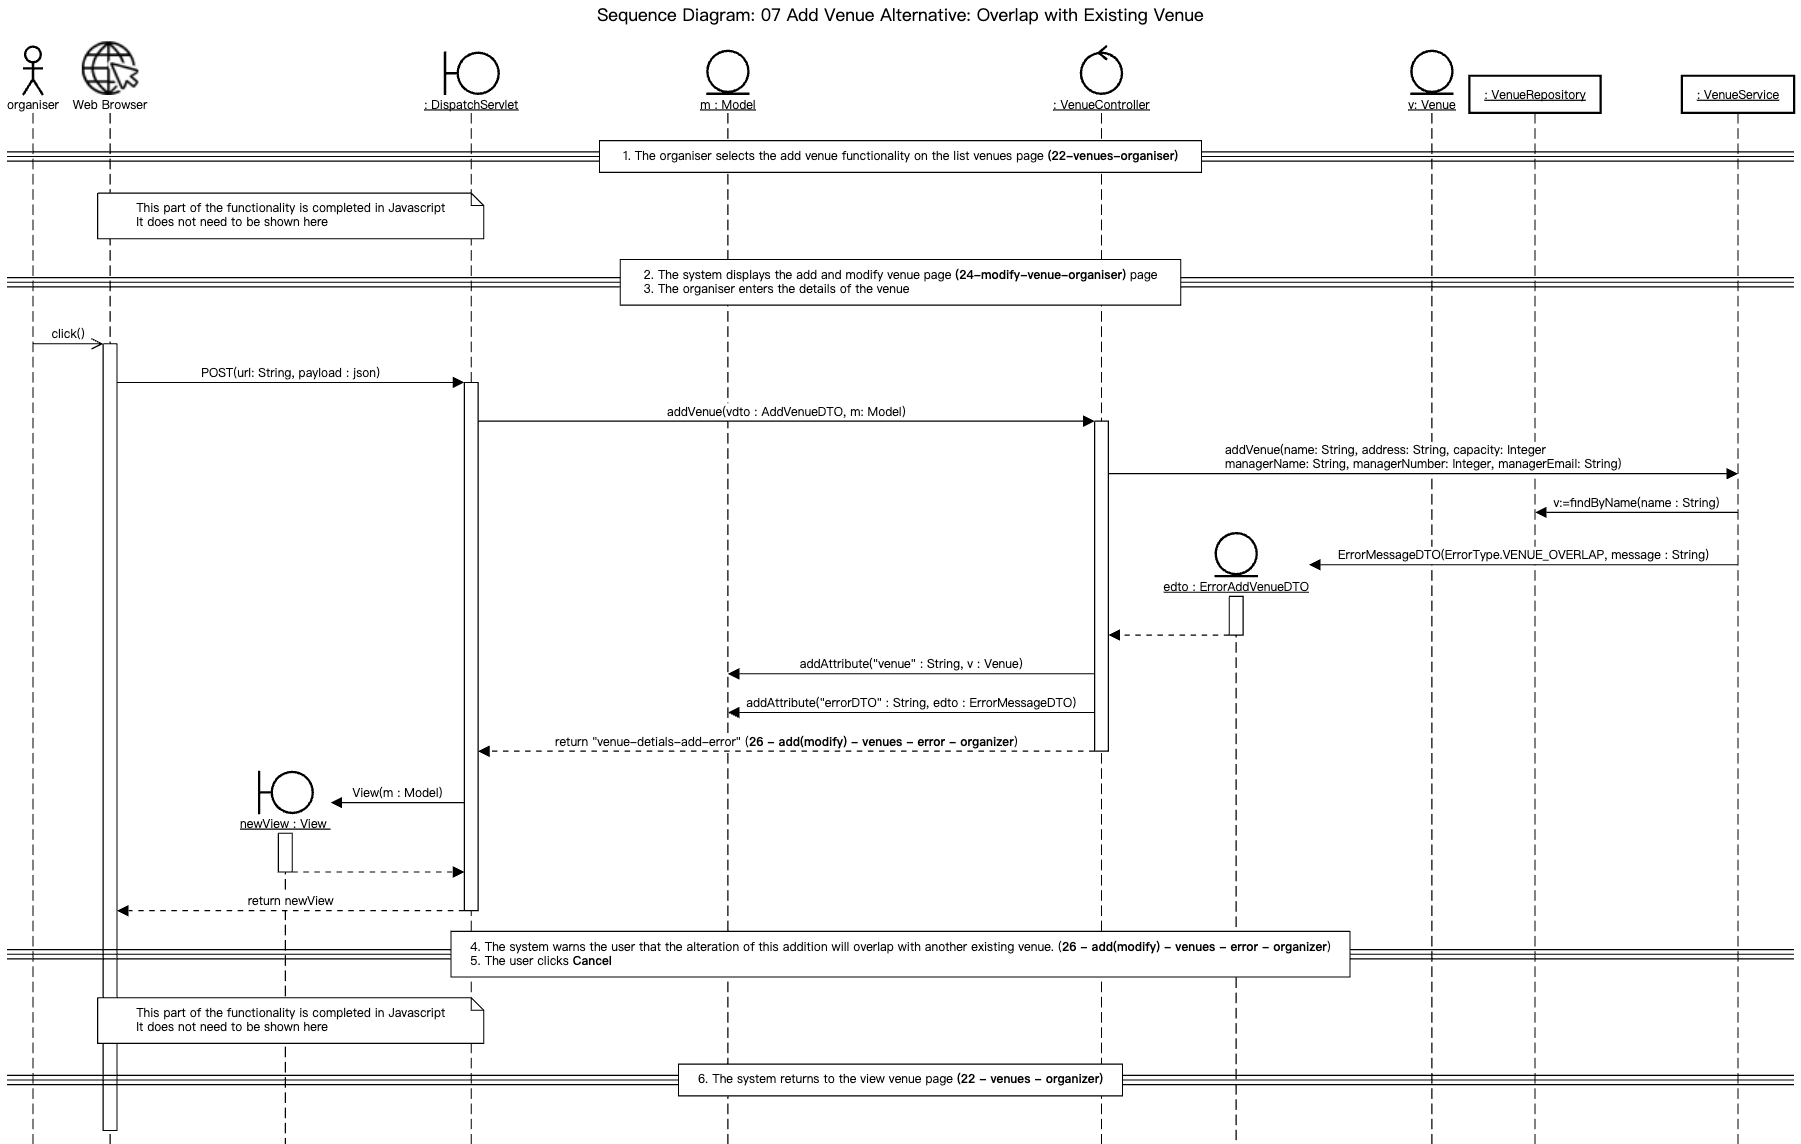 Sequence Diagram: 07 Add Venue Alternative: Overlap with Existing Venue
organiser
Web Browser
: DispatchServlet
m : Model
: VenueController
v: Venue
: VenueRepository
: VenueService
1. The organiser selects the add venue functionality on the list venues page (22-venues-organiser)
This part of the functionality is completed in Javascript
It does not need to be shown here
2. The system displays the add and modify venue page (24-modify-venue-organiser) page
3. The organiser enters the details of the venue
click()
POST(url: String, payload : json)
addVenue(vdto : AddVenueDTO, m: Model)
addVenue(name: String, address: String, capacity: Integer
managerName: String, managerNumber: Integer, managerEmail: String)
v:=findByName(name : String)
ErrorMessageDTO(ErrorType.VENUE_OVERLAP, message : String)
edto : ErrorAddVenueDTO
addAttribute("venue" : String, v : Venue)
addAttribute("errorDTO" : String, edto : ErrorMessageDTO)
return "venue-detials-add-error" (26 - add(modify) - venues - error - organizer)
View(m : Model)
newView : View
return newView
4. The system warns the user that the alteration of this addition will overlap with another existing venue. (26 - add(modify) - venues - error - organizer)
5. The user clicks Cancel
This part of the functionality is completed in Javascript
It does not need to be shown here
6. The system returns to the view venue page (22 - venues - organizer)